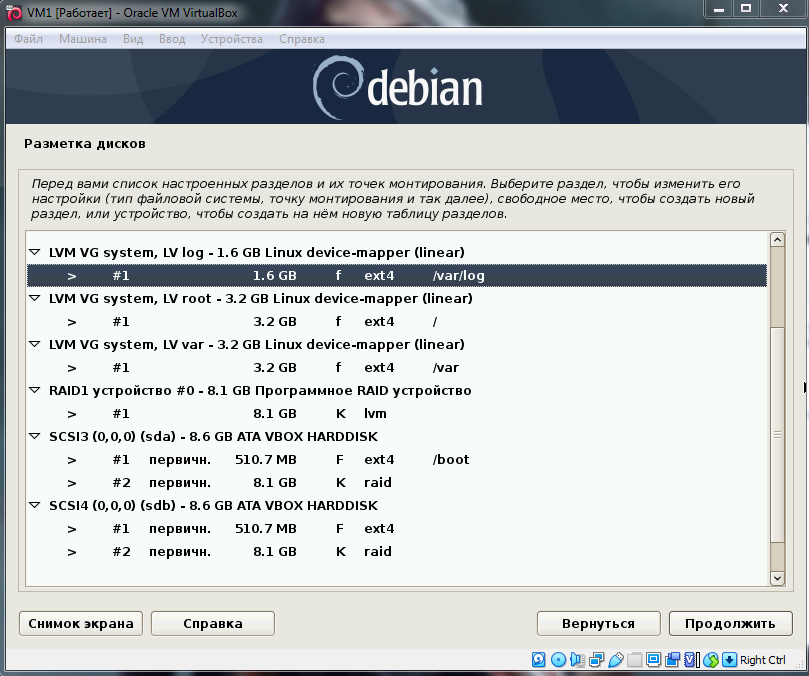 VM1 [Работает] - Oracle VM VirtualBox
Файл Машина Вид Ввод Устройства Справка
debian
Разметка дисков
Перед вами список настроенных разделов и их точек монтирования. Выберите раздел, чтобы изменить его
настройки (тип файловой системы, точку монтирования и так далее), свободное место, чтобы создать новый
раздел, или устройство, чтобы создать на нём новую таблицу разделов.
LVM VG system, LV log - 1.6 GB Linux device-mapper (linear)
> #1 1.6 GB f ext4 /var/log
LVM VG system, LV root - 3.2 GB Linux device-mapper (linear)
> #1 3.2 GB f ext4 /
LVM VG system, LV var - 3.2 GB Linux device-mapper (linear)
> #1 3.2 GB f ext4 /var
RAID1 устройство #0 - 8.1 GB Программное RAID устройство
> #1 8.1 GB K lvm
SCSI3 (0,0,0) (sda) - 8.6 GB ATA VBOX HARDDISK
> #1 первичн. 510.7 MB F ext4 /boot
> #2 первичн. 8.1 GB K raid
SCSI4 (0,0,0) (sdb) - 8.6 GB ATA VBOX HARDDISK
> #1 первичн. 510.7 MB F ext4
> #2 первичн. 8.1 GB K raid
Снимок экрана Справка Вернуться Продолжить
Right Ctrl